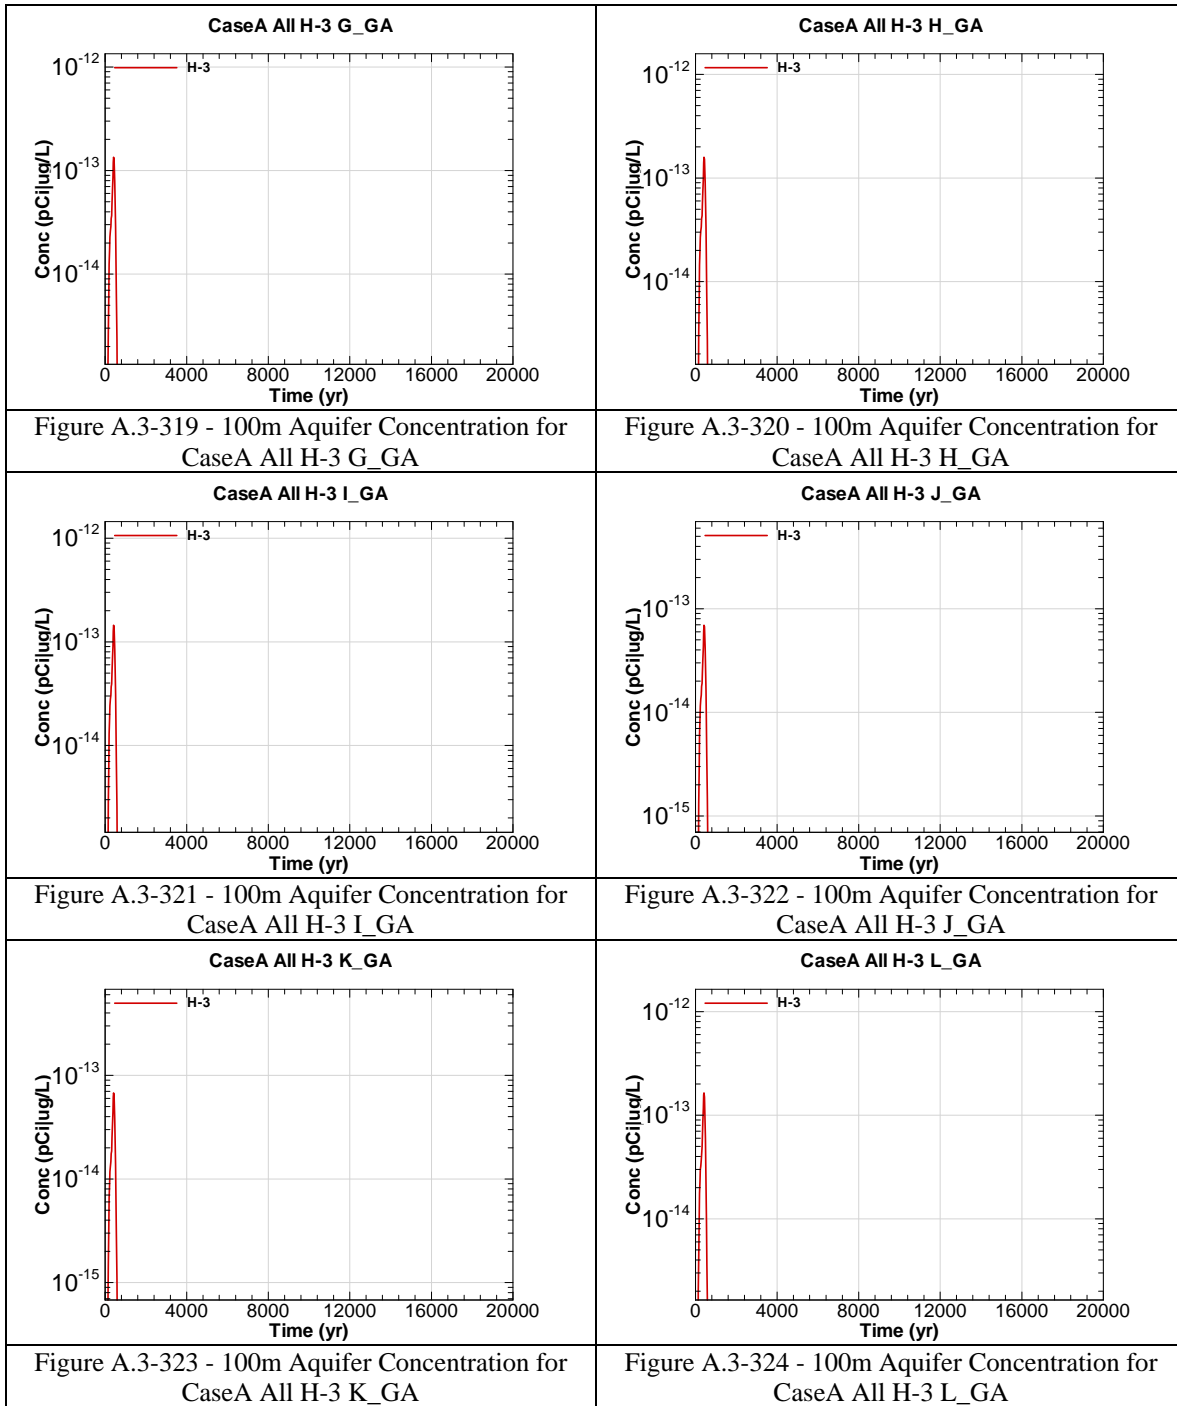 CaseA All H-3 G_GA
H-3
10-12
10-13
10-14
Conc (pCi|ug/L)
0 4000 8000 12000 16000 20000
Time (yr)
Figure A.3-319 - 100m Aquifer Concentration for
CaseA All H-3 G_GA
CaseA All H-3 H_GA
H-3
10-12
10-13
10-14
Conc (pCi|ug/L)
0 4000 8000 12000 16000 20000
Time (yr)
Figure A.3-320 - 100m Aquifer Concentration for
CaseA All H-3 H_GA
CaseA All H-3 I_GA
H-3
10-12
10-13
10-14
Conc (pCi|ug/L)
0 4000 8000 12000 16000 20000
Time (yr)
Figure A.3-321 - 100m Aquifer Concentration for
CaseA All H-3 I_GA
CaseA All H-3 J_GA
H-3
10-13
10-14
10-15
Conc (pCi|ug/L)
0 4000 8000 12000 16000 20000
Time (yr)
Figure A.3-322 - 100m Aquifer Concentration for
CaseA All H-3 J_GA
CaseA All H-3 K_GA
H-3
10-13
10-14
10-15
Conc (pCi|ug/L)
0 4000 8000 12000 16000 20000
Time (yr)
Figure A.3-323 - 100m Aquifer Concentration for
CaseA All H-3 K_GA
CaseA All H-3 L_GA
H-3
10-12
10-13
10-14
Conc (pCi|ug/L)
0 4000 8000 12000 16000 20000
Time (yr)
Figure A.3-324 - 100m Aquifer Concentration for
CaseA All H-3 L_GA